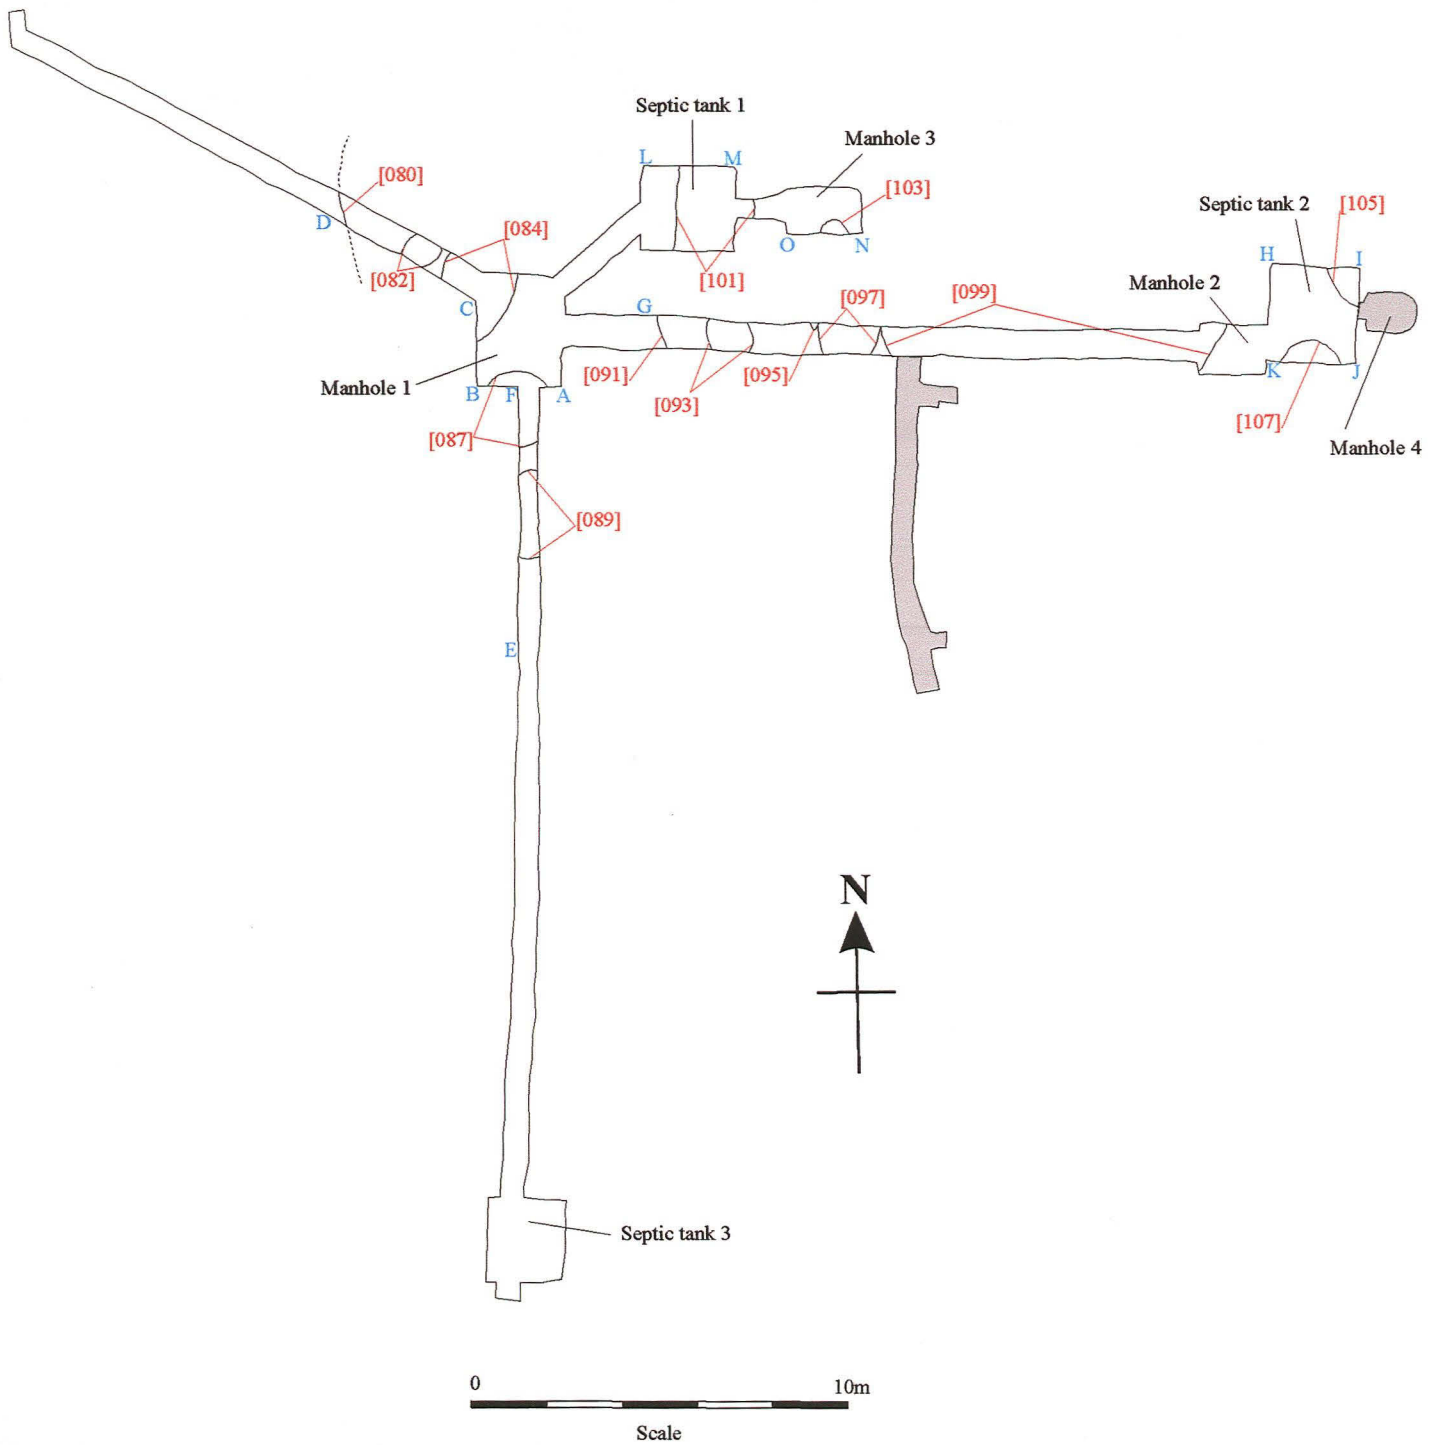 Septic tank 1
Manhole 3
L
M
[080]
[103]
Septic tank 2
[105]
D
[084]
O
N
H
I
[082]
[101]
Manhole 2
[099]
[097]
C
G
Manhole 1
[091]
[095]
[093]
K
J
B
F
A
[107]
[087]
Manhole 4
[089]
E
N
Septic tank 3
0
10m
Scale